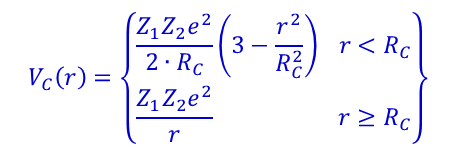 V_C(r) = { Z_1 Z_2 e^2 / 2 · R_C ( 3 − r^2 / R_C^2 ) r < R_C
Z_1 Z_2 e^2 / r r ≥ R_C }